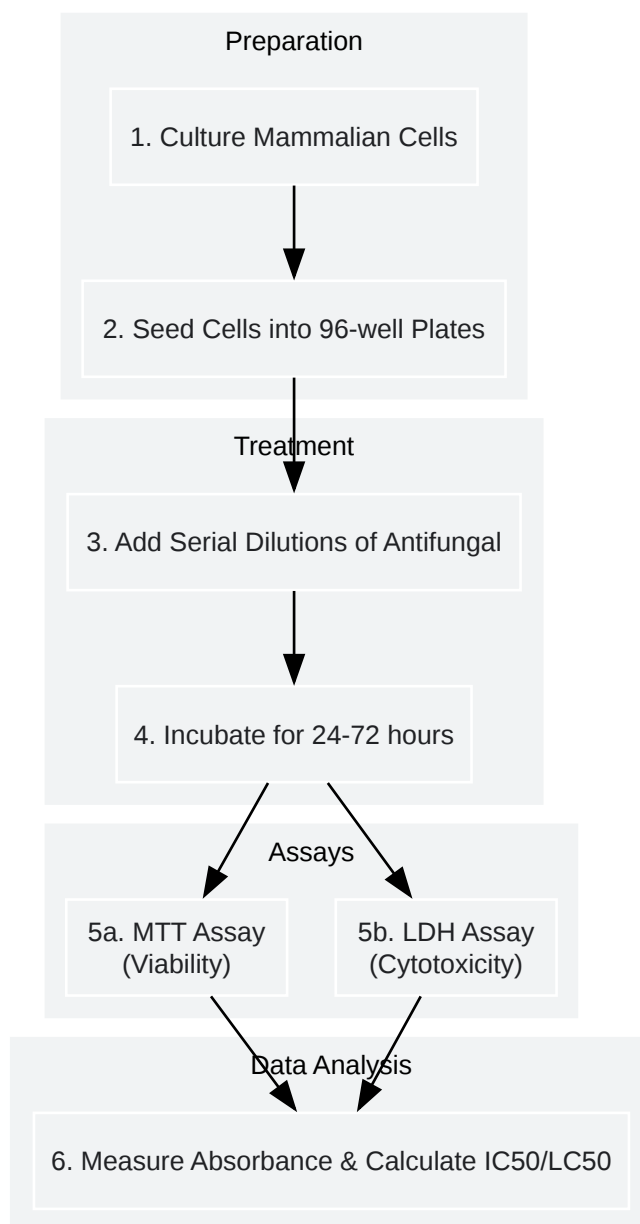 Preparation
1. Culture Mammalian Cells
2. Seed Cells into 96-well Plates
Treatment
3. Add Serial Dilutions of Antifungal
4. Incubate for 24-72 hours
Assays
5a. MTT Assay
(Viability)
5b. LDH Assay
(Cytotoxicity)
Data Analysis
6. Measure Absorbance & Calculate IC50/LC50